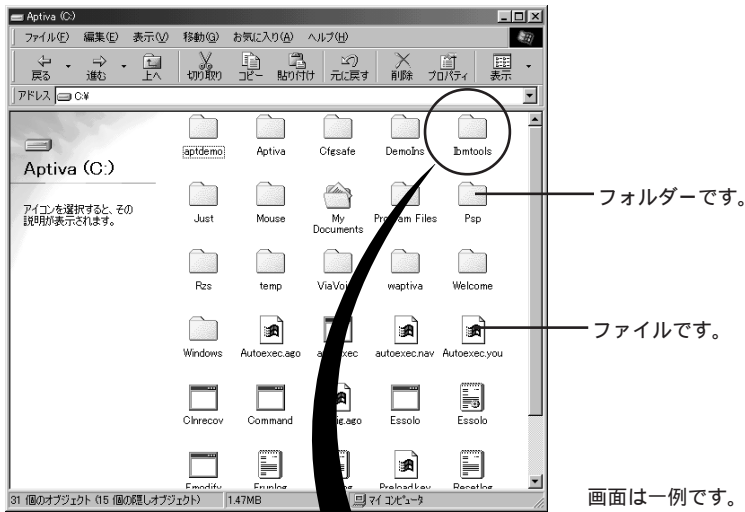 Aptiva (C:)
ファイル(F) 編集(E) 表示(V) 移動(G) お気に入り(A) ヘルプ(H)
戻る 進む 上へ 切り取り コピー 貼り付け 元に戻す 削除 プロパティ 表示
アドレス C:¥
aptdemo Aptiva Cfgsafe DemoIns Ibmtools
Aptiva (C:)
アイコンを選択すると、その
説明が表示されます。
Just Mouse My Documents Program Files Psp
フォルダーです。
Rzs temp waptiva Welcome
ファイルです。
Windows Autoexec.ago autoexec.nav Autoexec.you
Clnrecov Command Essolo Essolo
Preloadkey Recetlog
31 個のオブジェクト (15 個の隠しオブジェクト) 1.47MB マイ コンピュータ
画面は一例です。